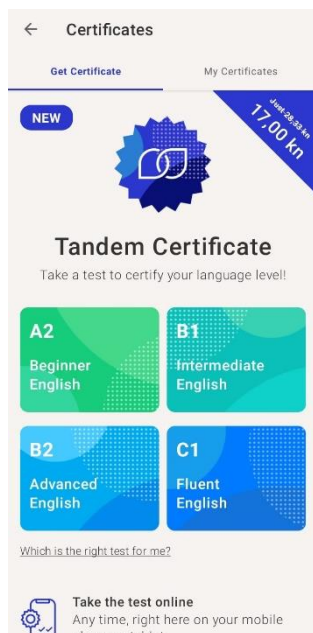 Certificates
Get Certificate
My Certificates
NEW
Just 28,33 kn
17,00 kn
Tandem Certificate
Take a test to certify your language level!
A2
Beginner
English
B1
Intermediate
English
B2
Advanced
English
C1
Fluent
English
Which is the right test for me?
Take the test online
Any time, right here on your mobile